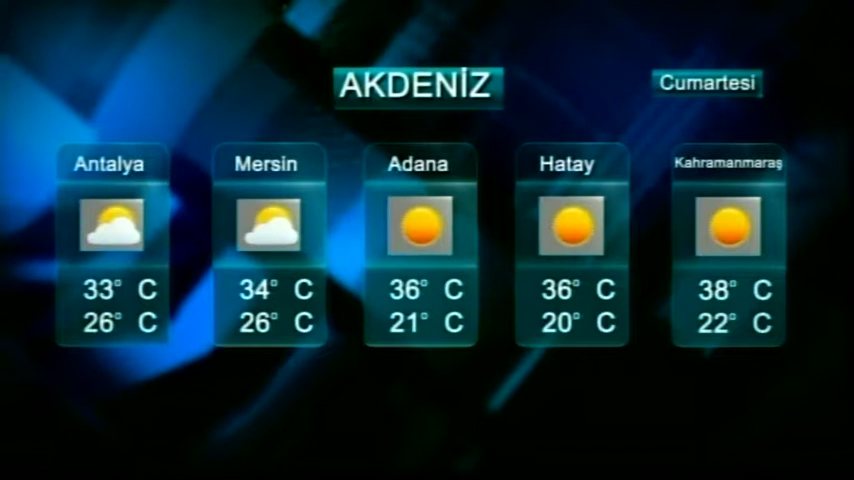 AKDENİZ
Cumartesi
Antalya
33° C
26° C
Mersin
34° C
26° C
Adana
36° C
21° C
Hatay
36° C
20° C
Kahramanmaraş
38° C
22° C